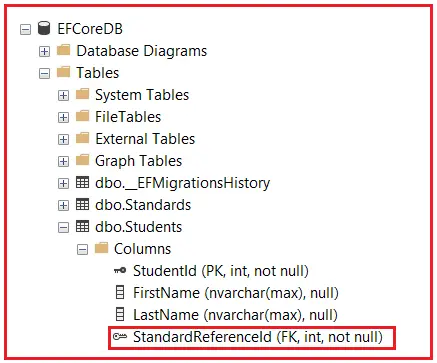 EFCoreDB
Database Diagrams
Tables
System Tables
FileTables
External Tables
Graph Tables
dbo.__EFMigrationsHistory
dbo.Standards
dbo.Students
Columns
StudentId (PK, int, not null)
FirstName (nvarchar(max), null)
LastName (nvarchar(max), null)
StandardReferenceId (FK, int, not null)